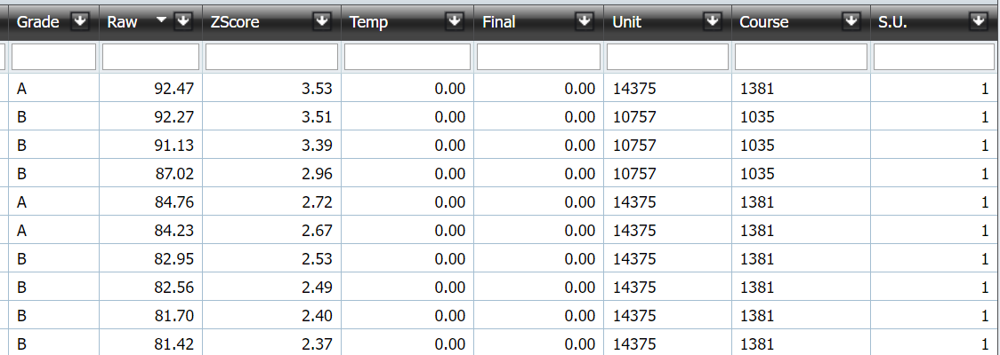 Grade Raw ZScore Temp Final Unit Course S.U.
A 92.47 3.53 0.00 0.00 14375 1381 1
B 92.27 3.51 0.00 0.00 10757 1035 1
B 91.13 3.39 0.00 0.00 10757 1035 1
B 87.02 2.96 0.00 0.00 10757 1035 1
A 84.76 2.72 0.00 0.00 14375 1381 1
A 84.23 2.67 0.00 0.00 14375 1381 1
B 82.95 2.53 0.00 0.00 14375 1381 1
B 82.56 2.49 0.00 0.00 14375 1381 1
B 81.70 2.40 0.00 0.00 14375 1381 1
B 81.42 2.37 0.00 0.00 14375 1381 1